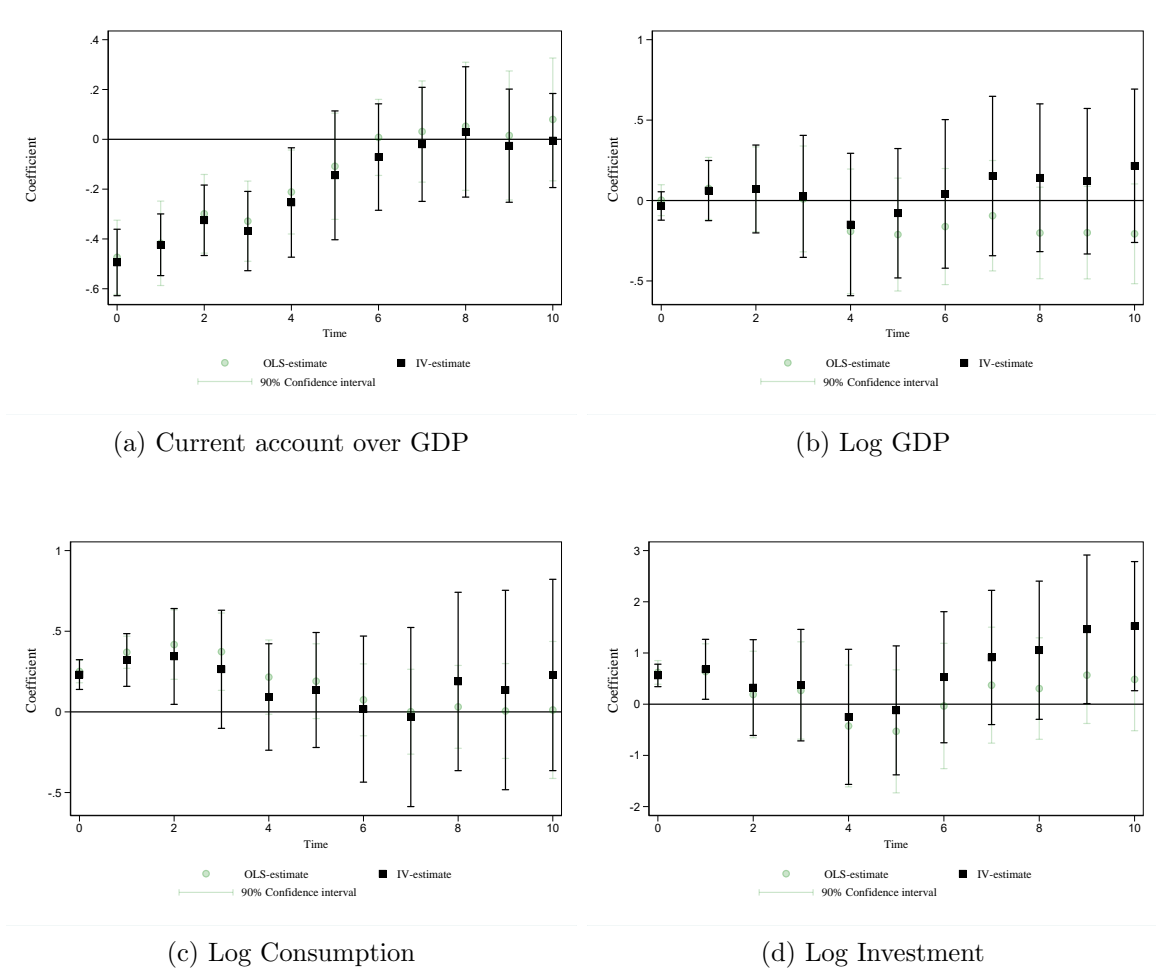 .4
.2
0
-.2
-.4
-.6
Coefficient
0 2 4 6 8 10
Time
OLS-estimate IV-estimate
90% Confidence interval
(a) Current account over GDP
1
.5
0
-.5
Coefficient
0 2 4 6 8 10
Time
OLS-estimate IV-estimate
90% Confidence interval
(b) Log GDP
1
.5
0
-.5
Coefficient
0 2 4 6 8 10
Time
OLS-estimate IV-estimate
90% Confidence interval
(c) Log Consumption
3
2
1
0
-1
-2
Coefficient
0 2 4 6 8 10
Time
OLS-estimate IV-estimate
90% Confidence interval
(d) Log Investment